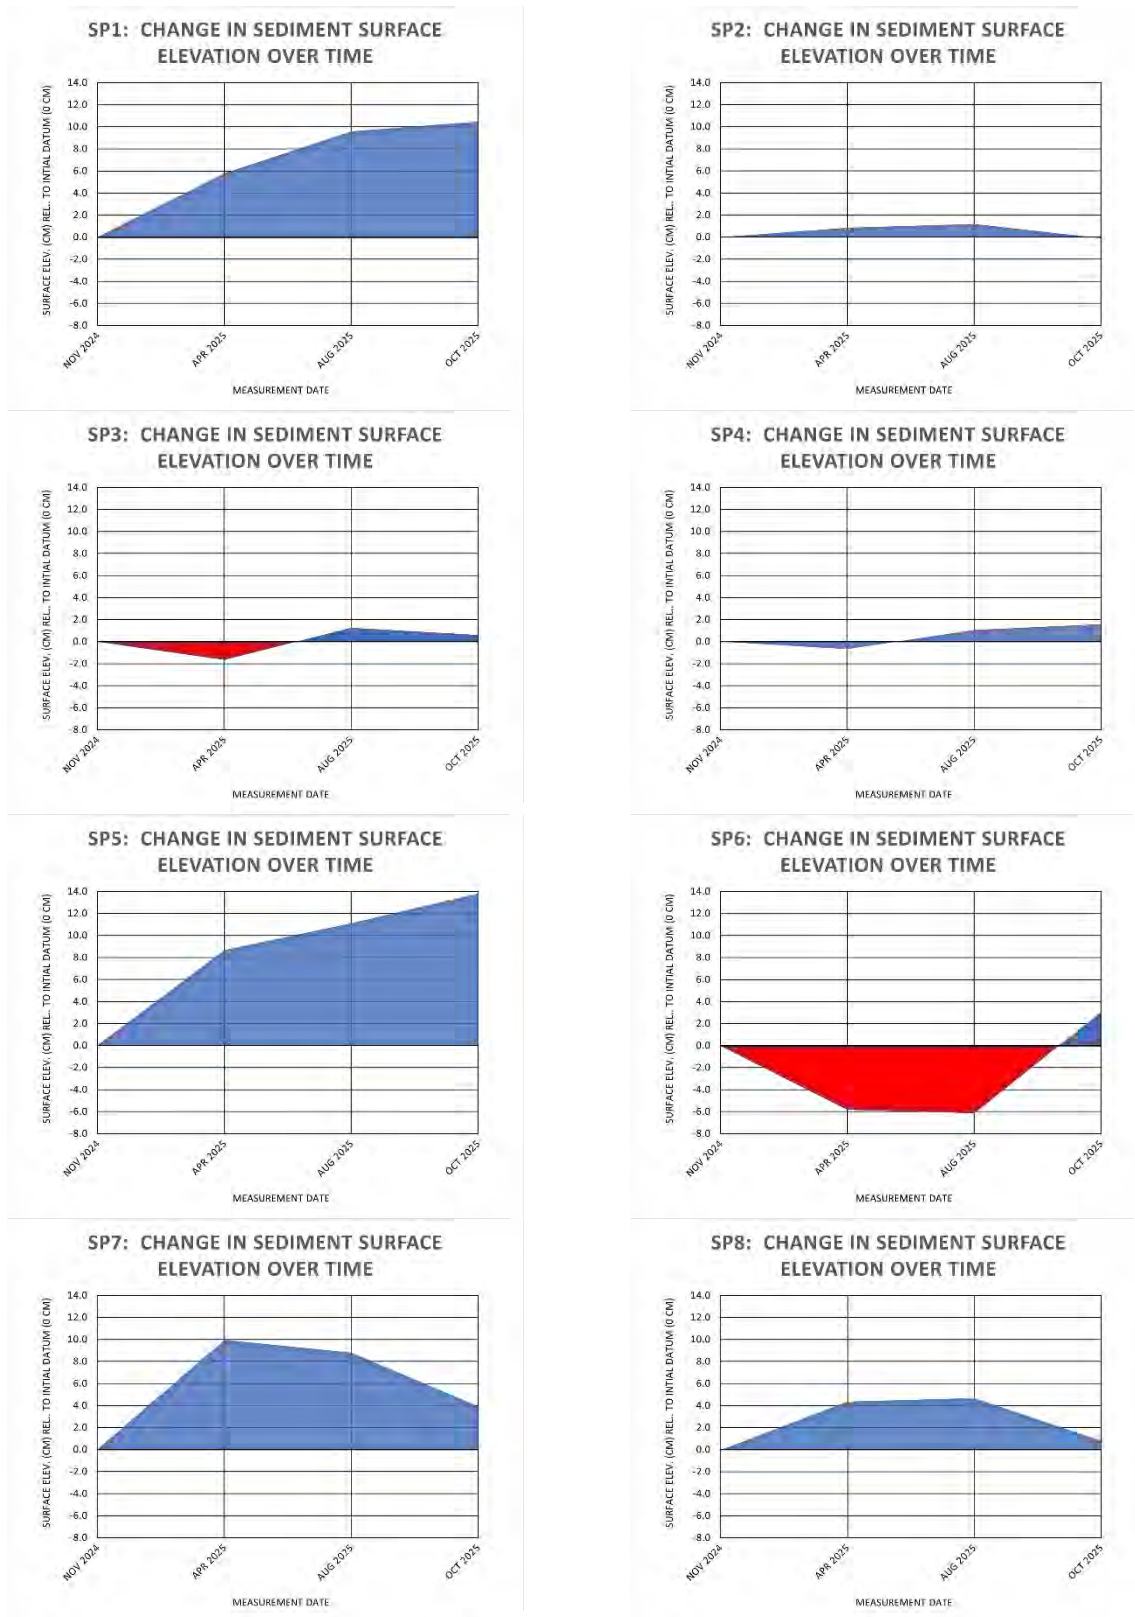 SP1: CHANGE IN SEDIMENT SURFACE
ELEVATION OVER TIME
SURFACE ELEV. (CM) REL.. TO INTIAL DATUM (0 CM)
14.0
12.0
10.0
8.0
6.0
4.0
2.0
0.0
-2.0
-4.0
-6.0
-8.0
NOV 2024
APR 2025
AUG 2025
OCT 2025
MEASUREMENT DATE
SP2: CHANGE IN SEDIMENT SURFACE
ELEVATION OVER TIME
SURFACE ELEV. (CM) REL.. TO INTIAL DATUM (0 CM)
14.0
12.0
10.0
8.0
6.0
4.0
2.0
0.0
-2.0
-4.0
-6.0
-8.0
NOV 2024
APR 2025
AUG 2025
OCT 2025
MEASUREMENT DATE
SP3: CHANGE IN SEDIMENT SURFACE
ELEVATION OVER TIME
SURFACE ELEV. (CM) REL.. TO INTIAL DATUM (0 CM)
14.0
12.0
10.0
8.0
6.0
4.0
2.0
0.0
-2.0
-4.0
-6.0
-8.0
NOV 2024
APR 2025
AUG 2025
OCT 2025
MEASUREMENT DATE
SP4: CHANGE IN SEDIMENT SURFACE
ELEVATION OVER TIME
SURFACE ELEV. (CM) REL.. TO INTIAL DATUM (0 CM)
14.0
12.0
10.0
8.0
6.0
4.0
2.0
0.0
-2.0
-4.0
-6.0
-8.0
NOV 2024
APR 2025
AUG 2025
OCT 2025
MEASUREMENT DATE
SP5: CHANGE IN SEDIMENT SURFACE
ELEVATION OVER TIME
SURFACE ELEV. (CM) REL.. TO INTIAL DATUM (0 CM)
14.0
12.0
10.0
8.0
6.0
4.0
2.0
0.0
-2.0
-4.0
-6.0
-8.0
NOV 2024
APR 2025
AUG 2025
OCT 2025
MEASUREMENT DATE
SP6: CHANGE IN SEDIMENT SURFACE
ELEVATION OVER TIME
SURFACE ELEV. (CM) REL.. TO INTIAL DATUM (0 CM)
14.0
12.0
10.0
8.0
6.0
4.0
2.0
0.0
-2.0
-4.0
-6.0
-8.0
NOV 2024
APR 2025
AUG 2025
OCT 2025
MEASUREMENT DATE
SP7: CHANGE IN SEDIMENT SURFACE
ELEVATION OVER TIME
SURFACE ELEV. (CM) REL.. TO INTIAL DATUM (0 CM)
14.0
12.0
10.0
8.0
6.0
4.0
2.0
0.0
-2.0
-4.0
-6.0
-8.0
NOV 2024
APR 2025
AUG 2025
OCT 2025
MEASUREMENT DATE
SP8: CHANGE IN SEDIMENT SURFACE
ELEVATION OVER TIME
SURFACE ELEV. (CM) REL.. TO INTIAL DATUM (0 CM)
14.0
12.0
10.0
8.0
6.0
4.0
2.0
0.0
-2.0
-4.0
-6.0
-8.0
NOV 2024
APR 2025
AUG 2025
OCT 2025
MEASUREMENT DATE